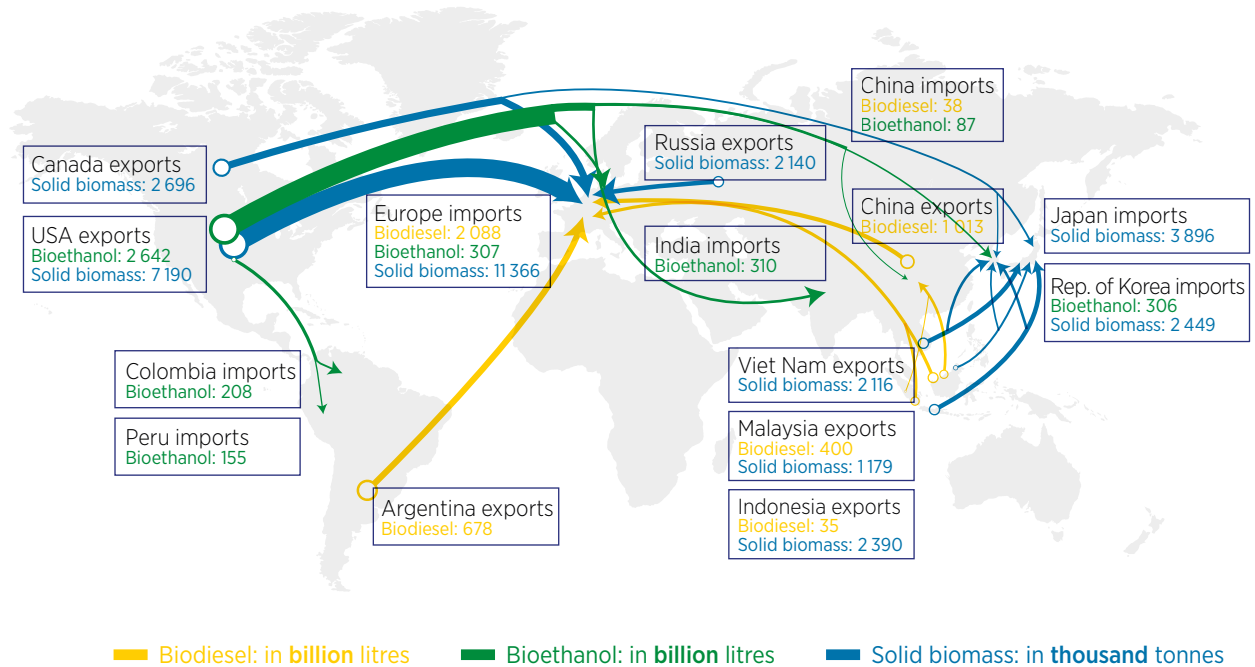 China imports
Biodiesel: 38
Bioethanol: 87
Canada exports
Solid biomass: 2 696
Russia exports
Solid biomass: 2 140
USA exports
Bioethanol: 2 642
Solid biomass: 7 190
Europe imports
Biodiesel: 2 088
Bioethanol: 307
Solid biomass: 11 366
China exports
Biodiesel: 1 013
Japan imports
Solid biomass: 3 896
India imports
Bioethanol: 310
Rep. of Korea imports
Bioethanol: 306
Solid biomass: 2 449
Colombia imports
Bioethanol: 208
Viet Nam exports
Solid biomass: 2 116
Peru imports
Bioethanol: 155
Malaysia exports
Biodiesel: 400
Solid biomass: 1 179
Argentina exports
Biodiesel: 678
Indonesia exports
Biodiesel: 35
Solid biomass: 2 390
Biodiesel: in billion litres
Bioethanol: in billion litres
Solid biomass: in thousand tonnes